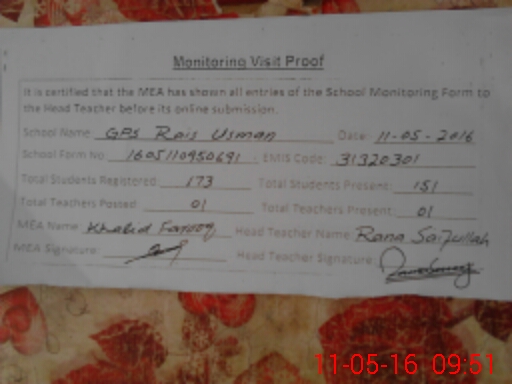 Monitoring Visit Proof
It is certified that the MEA has shown all entries of the School Monitoring Form to
the Head Teacher before its online submission.
School Name: GPS Rais Usman Date: 11-05-2016
School Form No 1605110950691 - EMIS Code: 31320301
Total Students Registered: 173 Total Students Present: 151
Total Teachers Posted: 01 Total Teachers Present: 01
MEA Name: Khalid Farooq Head Teacher Name: Rana Saifullah
MEA Signature: Head Teacher Signature:
11-05-16 09:51